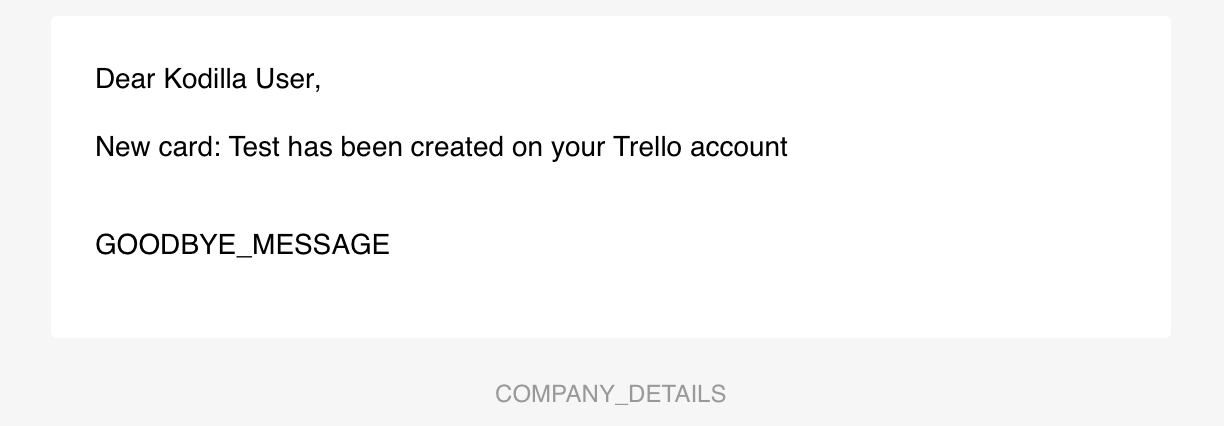 Dear Kodilla User,
New card: Test has been created on your Trello account
GOODBYE_MESSAGE
COMPANY_DETAILS